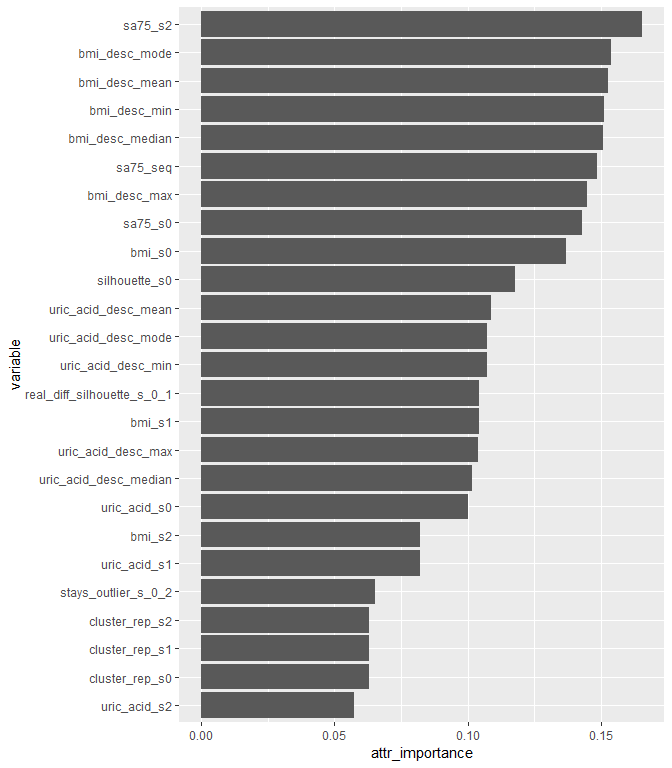 sa75_s2
bmi_desc_mode
bmi_desc_mean
bmi_desc_min
bmi_desc_median
sa75_seq
bmi_desc_max
sa75_s0
bmi_s0
silhouette_s0
uric_acid_desc_mean
uric_acid_desc_mode
uric_acid_desc_min
real_diff_silhouette_s_0_1
bmi_s1
uric_acid_desc_max
uric_acid_desc_median
uric_acid_s0
bmi_s2
uric_acid_s1
stays_outlier_s_0_2
cluster_rep_s2
cluster_rep_s1
cluster_rep_s0
uric_acid_s2
variable
0.00 0.05 0.10 0.15
attr_importance